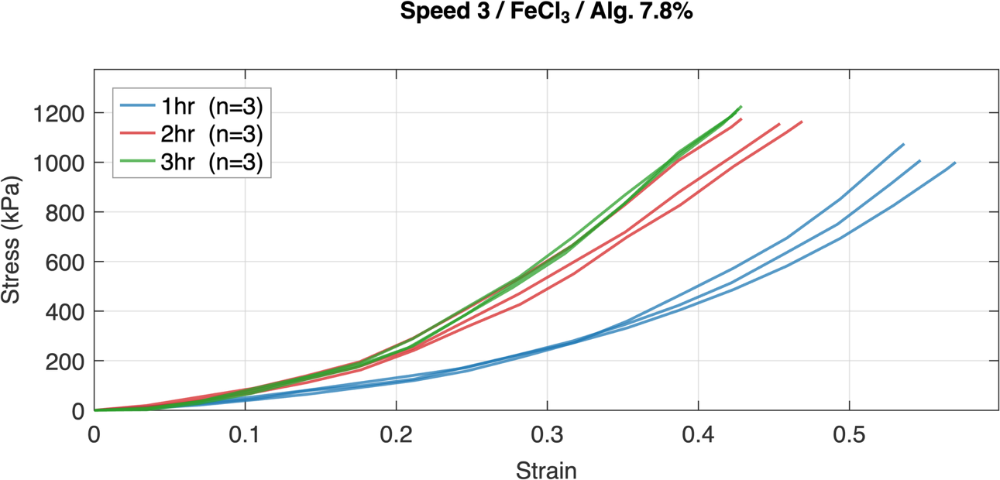 Speed 3 / FeCl₃ / Alg. 7.8%
1hr (n=3)
2hr (n=3)
3hr (n=3)
1200
1000
800
600
400
200
0
Stress (kPa)
0 0.1 0.2 0.3 0.4 0.5
Strain